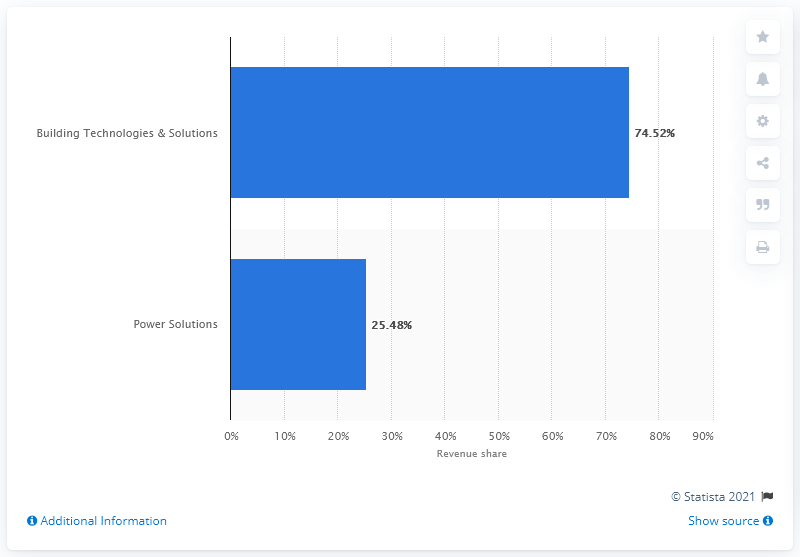 Building Technologies & Solutions
74.52%
Power Solutions
25.48%
0% 10% 20% 30% 40% 50% 60% 70% 80% 90%
Revenue share
© Statista 2021
Additional Information
Show source